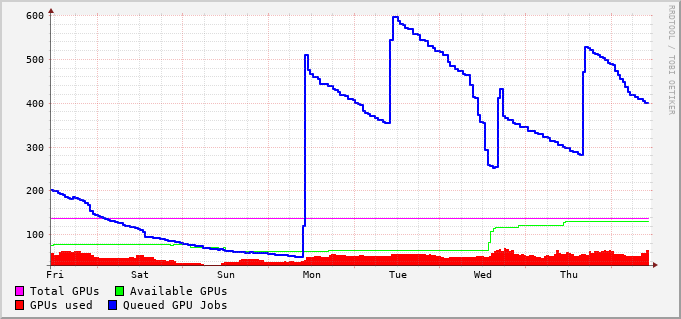 600
500
400
300
200
100
Fri Sat Sun Mon Tue Wed Thu
Total GPUs Available GPUs
GPUs used Queued GPU Jobs
RRDTOOL / TOBI OETIKER